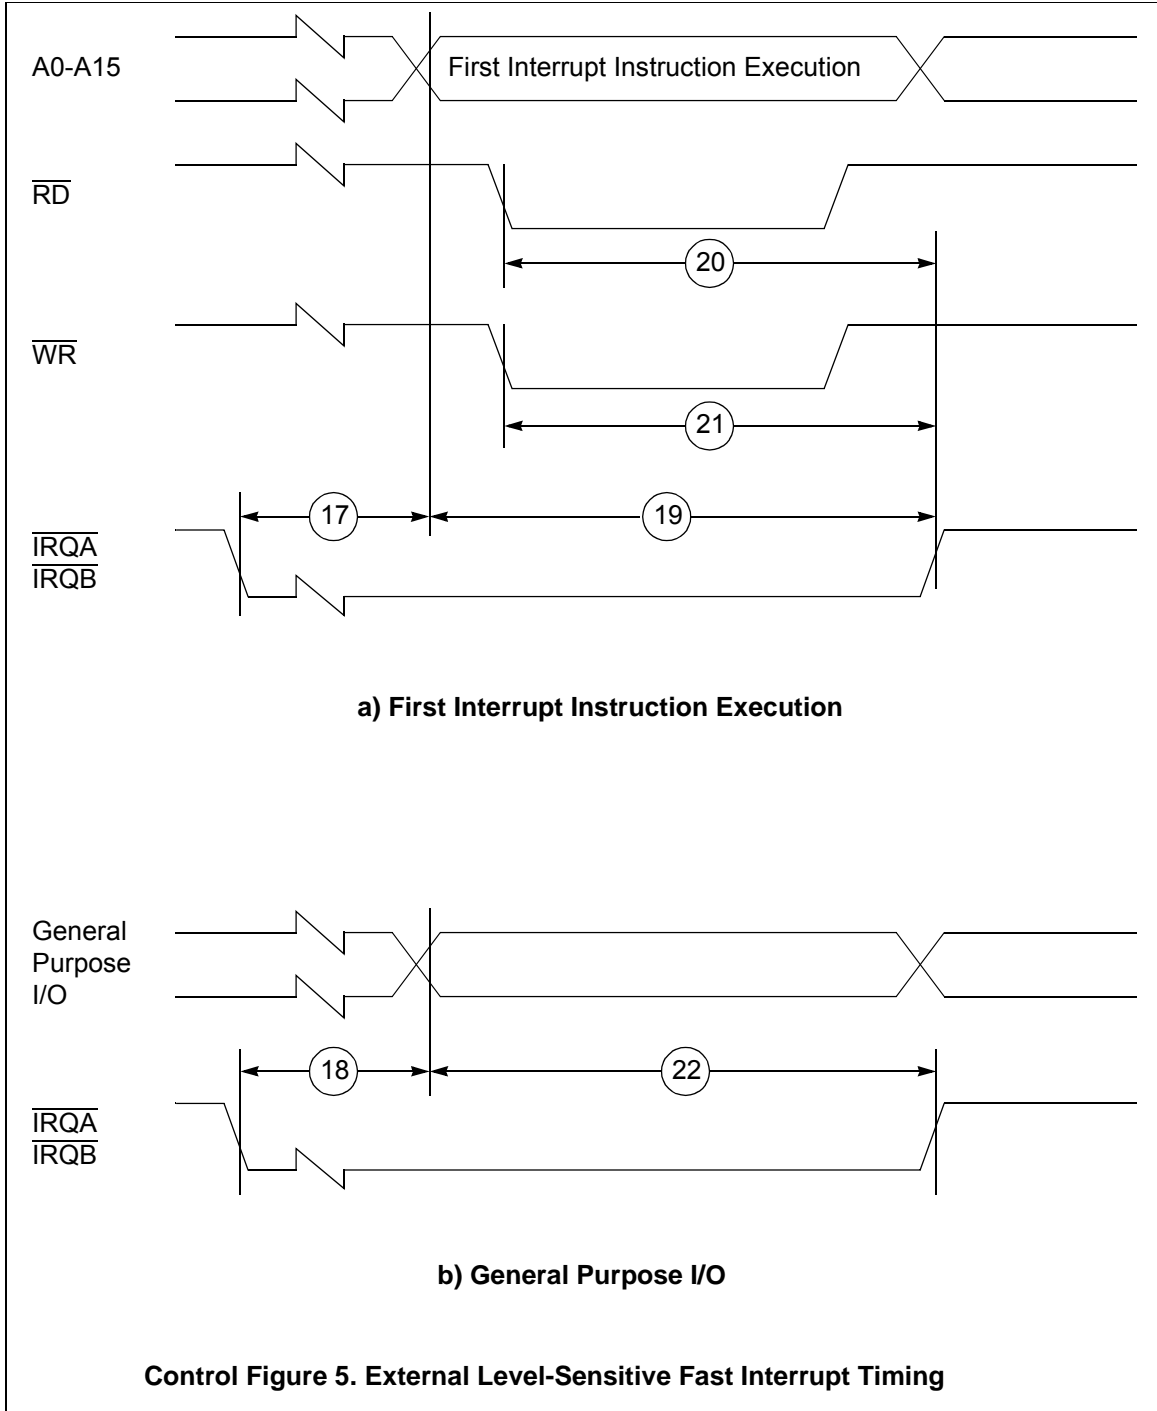 A0-A15
First Interrupt Instruction Execution
RD
20
WR
21
17
19
IRQA
IRQB
a) First Interrupt Instruction Execution
General
Purpose
I/O
18
22
IRQA
IRQB
b) General Purpose I/O
Control Figure 5. External Level-Sensitive Fast Interrupt Timing